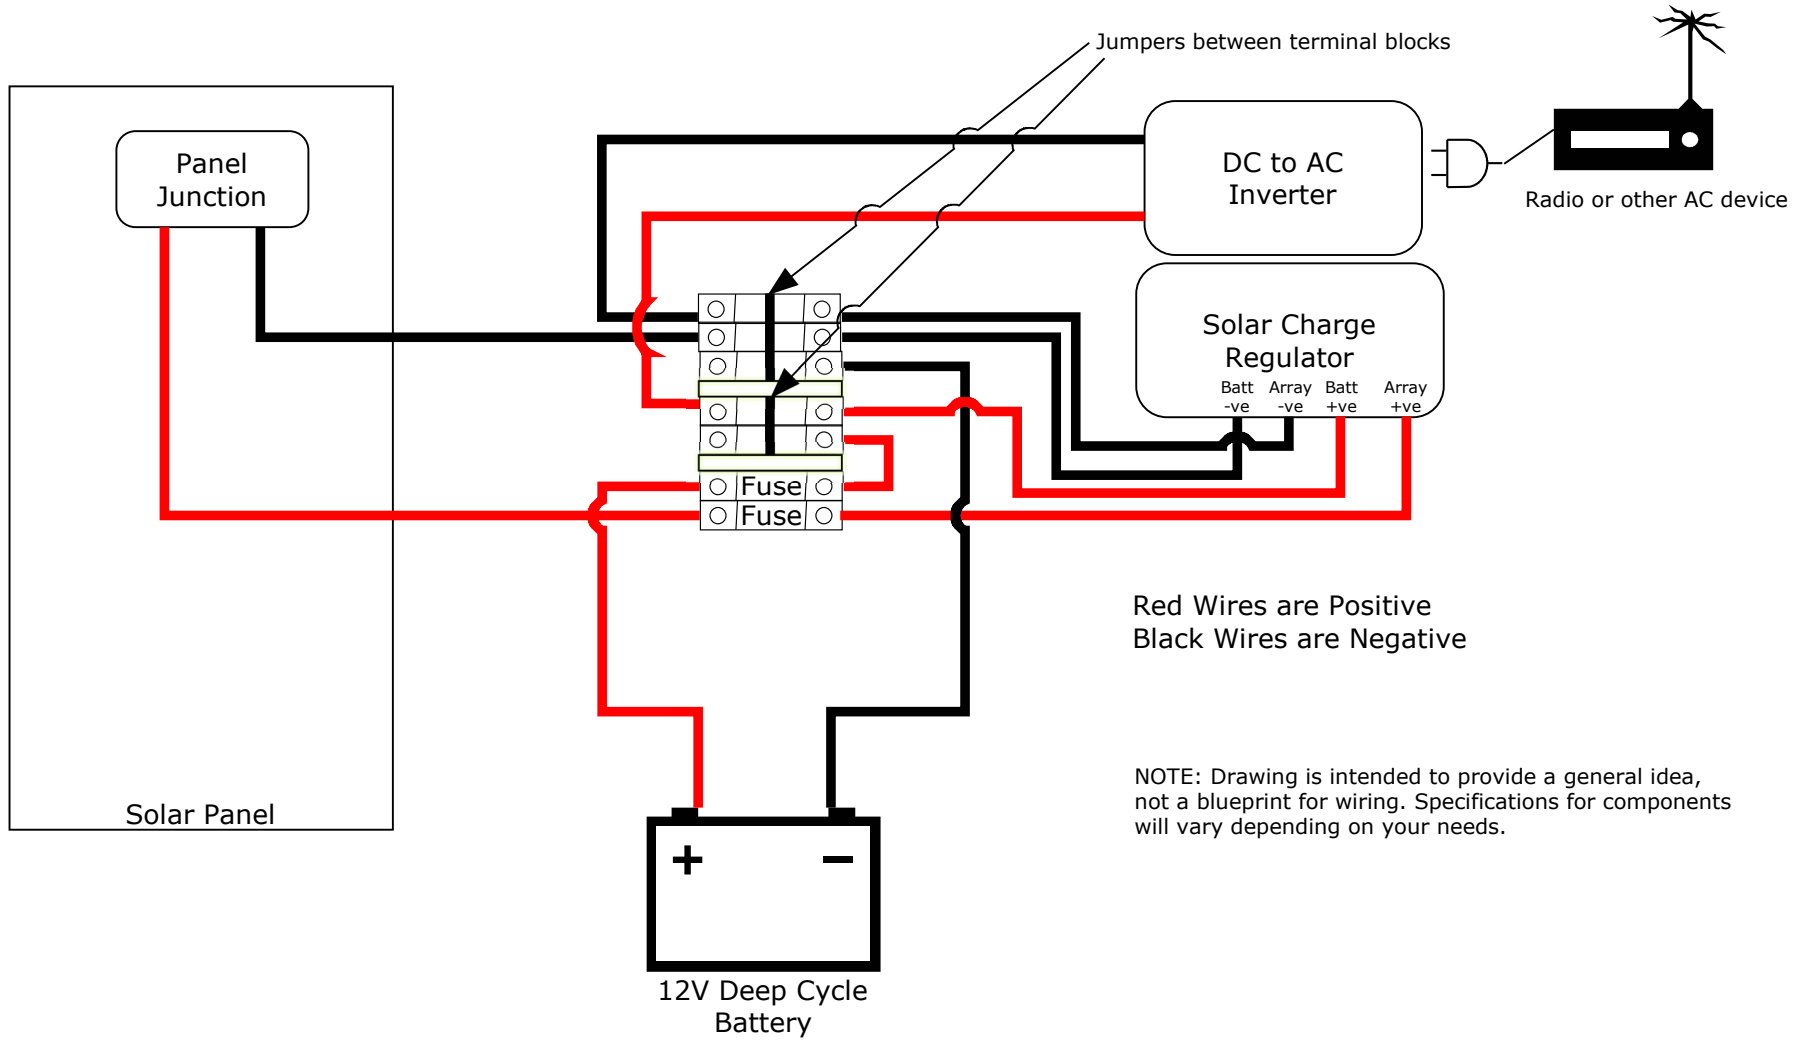 Jumpers between terminal blocks
Panel
Junction
DC to AC
Inverter
Radio or other AC device
Solar Charge
Regulator
Batt Array Batt Array
-ve -ve +ve +ve
Fuse
Fuse
Red Wires are Positive
Black Wires are Negative
NOTE: Drawing is intended to provide a general idea,
not a blueprint for wiring. Specifications for components
will vary depending on your needs.
Solar Panel
+ −
12V Deep Cycle
Battery